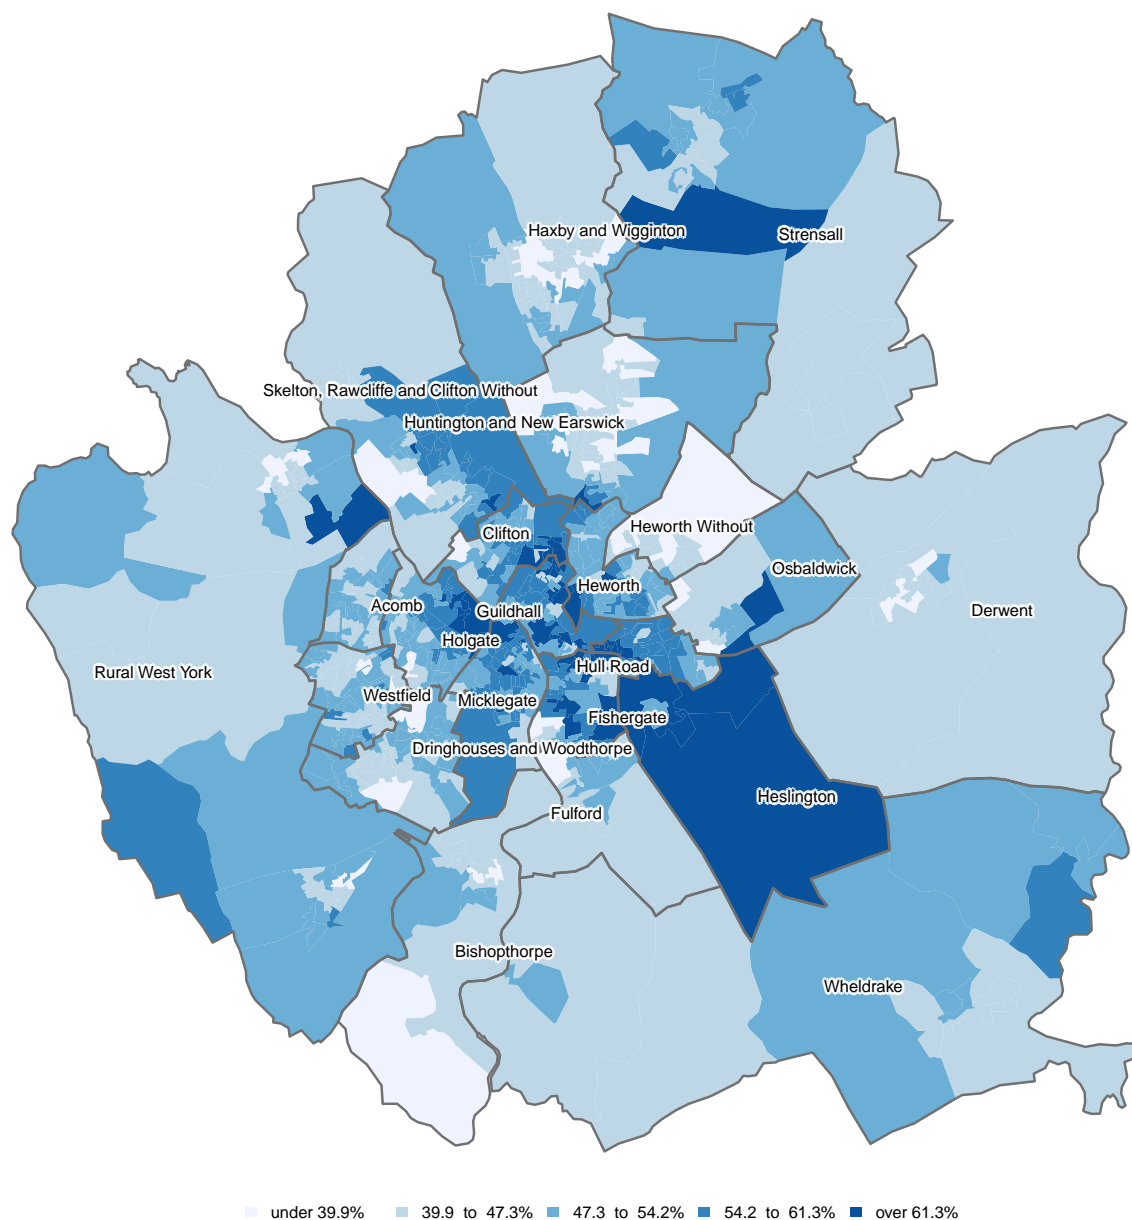 Haxby and Wigginton
Strensall
Skelton, Rawcliffe and Clifton Without
Huntington and New Earswick
Heworth Without
Clifton
Osbaldwick
Heworth
Acomb
Guildhall
Derwent
Holgate
Hull Road
Rural West York
Westfield
Micklegate
Fishergate
Dringhouses and Woodthorpe
Heslington
Fulford
Bishopthorpe
Wheldrake
under 39.9% 39.9 to 47.3% 47.3 to 54.2% 54.2 to 61.3% over 61.3%